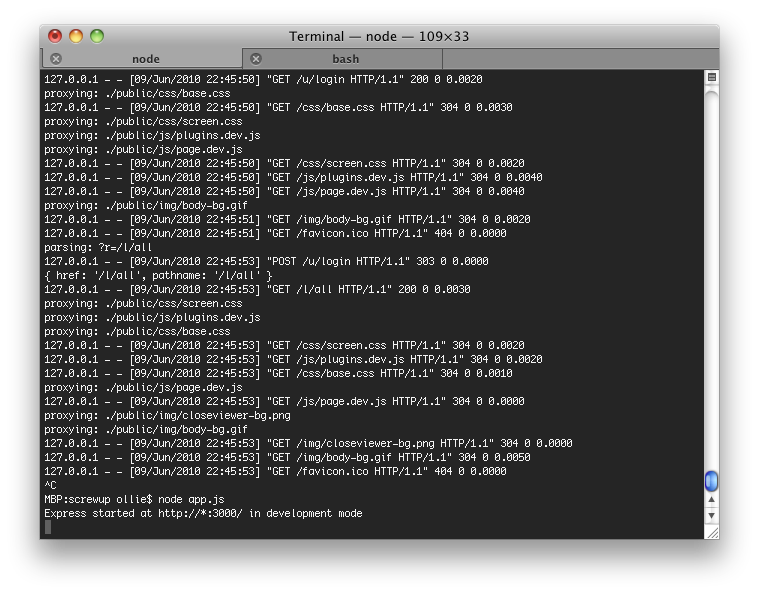 Terminal — node — 109×33
node
bash
127.0.0.1 - - [09/Jun/2010 22:45:50] "GET /u/login HTTP/1.1" 200 0 0.0020
proxying: ./public/css/base.css
127.0.0.1 - - [09/Jun/2010 22:45:50] "GET /css/base.css HTTP/1.1" 304 0 0.0030
proxying: ./public/css/screen.css
proxying: ./public/js/plugins.dev.js
proxying: ./public/js/page.dev.js
127.0.0.1 - - [09/Jun/2010 22:45:50] "GET /css/screen.css HTTP/1.1" 304 0 0.0020
127.0.0.1 - - [09/Jun/2010 22:45:50] "GET /js/plugins.dev.js HTTP/1.1" 304 0 0.0040
127.0.0.1 - - [09/Jun/2010 22:45:50] "GET /js/page.dev.js HTTP/1.1" 304 0 0.0040
proxying: ./public/img/body-bg.gif
127.0.0.1 - - [09/Jun/2010 22:45:51] "GET /img/body-bg.gif HTTP/1.1" 304 0 0.0020
127.0.0.1 - - [09/Jun/2010 22:45:51] "GET /favicon.ico HTTP/1.1" 404 0 0.0000
parsing: ?r=/l/all
127.0.0.1 - - [09/Jun/2010 22:45:53] "POST /u/login HTTP/1.1" 303 0 0.0000
{ href: '/l/all', pathname: '/l/all' }
127.0.0.1 - - [09/Jun/2010 22:45:53] "GET /l/all HTTP/1.1" 200 0 0.0030
proxying: ./public/css/screen.css
proxying: ./public/js/plugins.dev.js
proxying: ./public/css/base.css
127.0.0.1 - - [09/Jun/2010 22:45:53] "GET /css/screen.css HTTP/1.1" 304 0 0.0020
127.0.0.1 - - [09/Jun/2010 22:45:53] "GET /js/plugins.dev.js HTTP/1.1" 304 0 0.0020
127.0.0.1 - - [09/Jun/2010 22:45:53] "GET /css/base.css HTTP/1.1" 304 0 0.0010
proxying: ./public/js/page.dev.js
127.0.0.1 - - [09/Jun/2010 22:45:53] "GET /js/page.dev.js HTTP/1.1" 304 0 0.0000
proxying: ./public/img/closeviewer-bg.png
proxying: ./public/img/body-bg.gif
127.0.0.1 - - [09/Jun/2010 22:45:53] "GET /img/closeviewer-bg.png HTTP/1.1" 304 0 0.0000
127.0.0.1 - - [09/Jun/2010 22:45:53] "GET /img/body-bg.gif HTTP/1.1" 304 0 0.0050
127.0.0.1 - - [09/Jun/2010 22:45:53] "GET /favicon.ico HTTP/1.1" 404 0 0.0000
^C
MBP:screwup ollie$ node app.js
Express started at http://*:3000/ in development mode